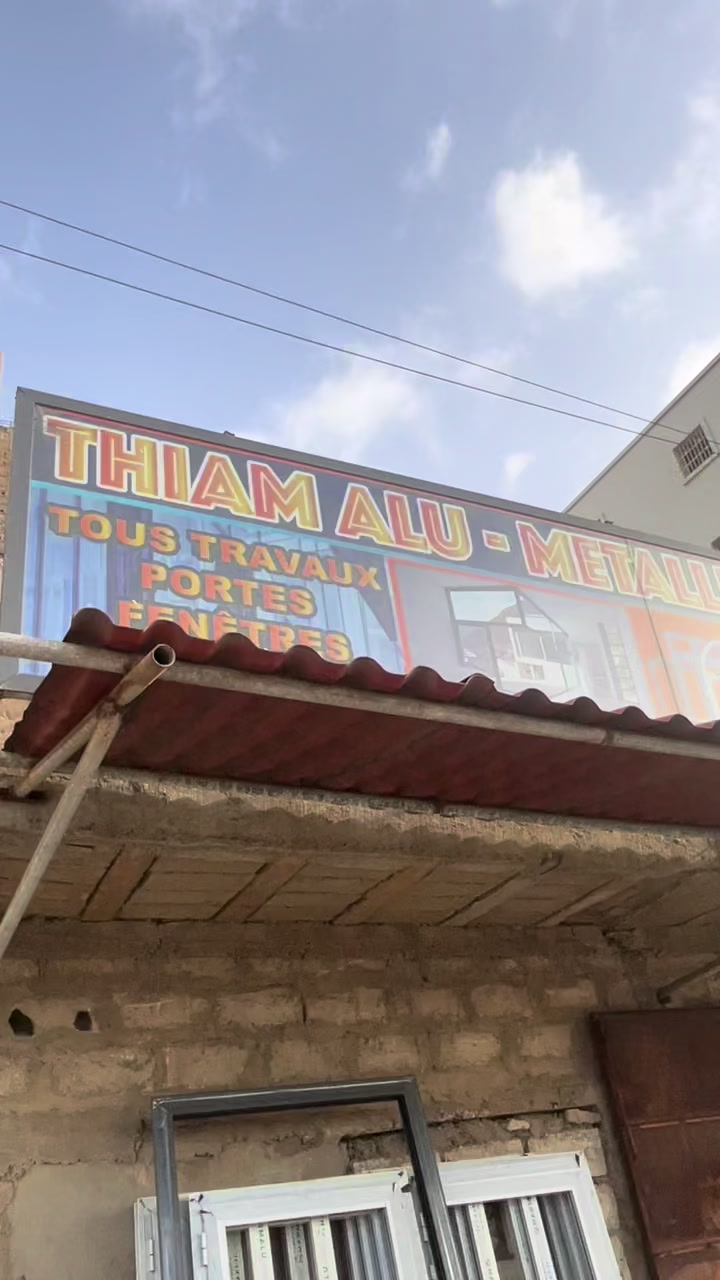 THIAM ALU - METALL
TOUS TRAVAUX
PORTES
FENÊTRES